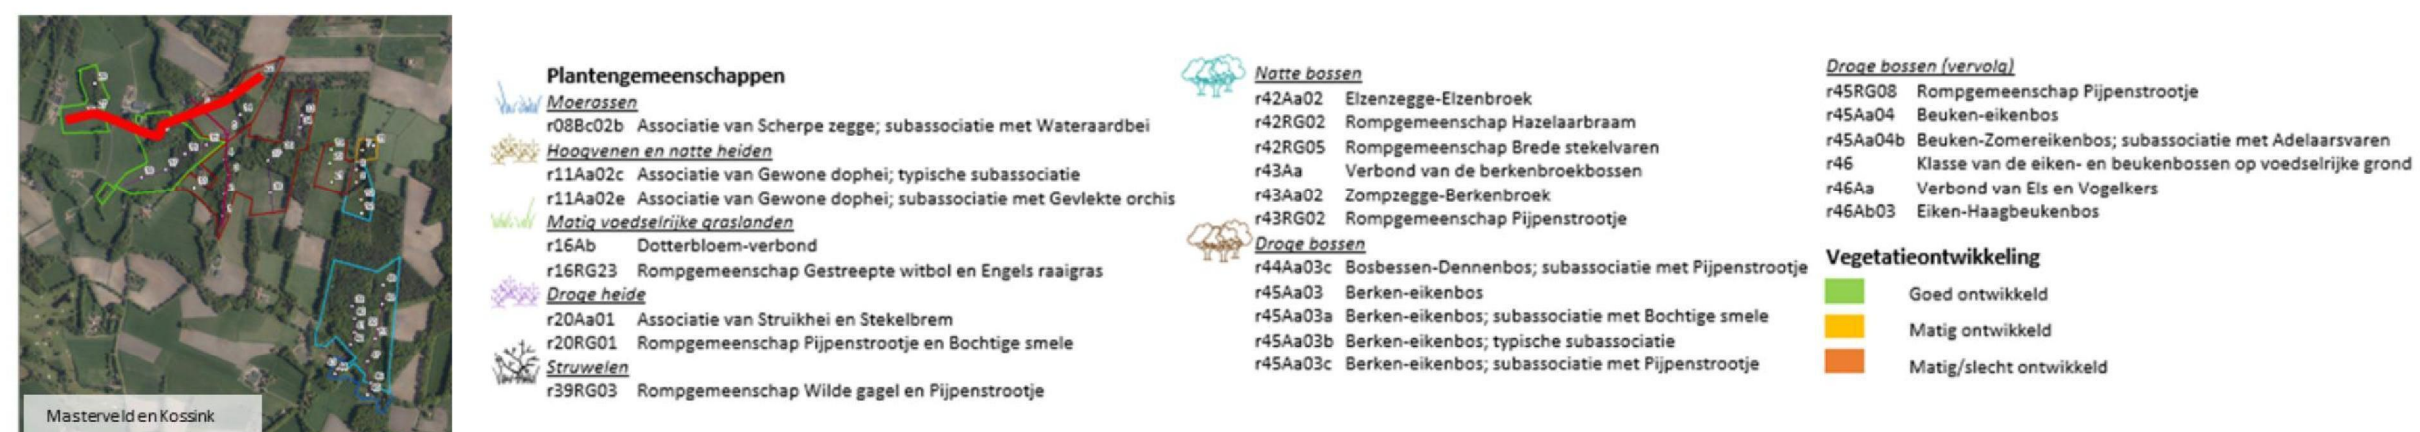 Masterveld en Kossink
Plantengemeenschappen
Moerassen
r08Bc02b Associatie van Scherpe zegge; subassociatie met Wateraardbei
Hoogvenen en natte heiden
r11Aa02c Associatie van Gewone dophei; typische subassociatie
r11Aa02e Associatie van Gewone dophei; subassociatie met Gevlekte orchis
Matig voedselrijke graslanden
r16Ab Dotterbloem-verbond
r16RG23 Rompgemeenschap Gestreepte witbol en Engels raaigras
Droge heide
r20Aa01 Associatie van Struikhei en Stekelbrem
r20RG01 Rompgemeenschap Pijpenstrootje en Bochtige smele
Struwelen
r39RG03 Rompgemeenschap Wilde gagel en Pijpenstrootje
Natte bossen
r42Aa02 Elzenzegge-Elzenbroek
r42RG02 Rompgemeenschap Hazelaarbraam
r42RG05 Rompgemeenschap Brede stekelvaren
r43Aa Verbond van de berkenbroekbossen
r43Aa02 Zompzegge-Berkenbroek
r43RG02 Rompgemeenschap Pijpenstrootje
Droge bossen
r44Aa03c Bosbessen-Dennenbos; subassociatie met Pijpenstrootje
r45Aa03 Berken-eikenbos
r45Aa03a Berken-eikenbos; subassociatie met Bochtige smele
r45Aa03b Berken-eikenbos; typische subassociatie
r45Aa03c Berken-eikenbos; subassociatie met Pijpenstrootje
Droge bossen (vervolg)
r45RG08 Rompgemeenschap Pijpenstrootje
r45Aa04 Beuken-eikenbos
r45Aa04b Beuken-Zomereikenbos; subassociatie met Adelaarsvaren
r46 Klasse van de eiken- en beukenbossen op voedselrijke grond
r46Aa Verbond van Els en Vogelkers
r46Ab03 Eiken-Haagbeukenbos
Vegetatieontwikkeling
Goed ontwikkeld
Matig ontwikkeld
Matig/slecht ontwikkeld